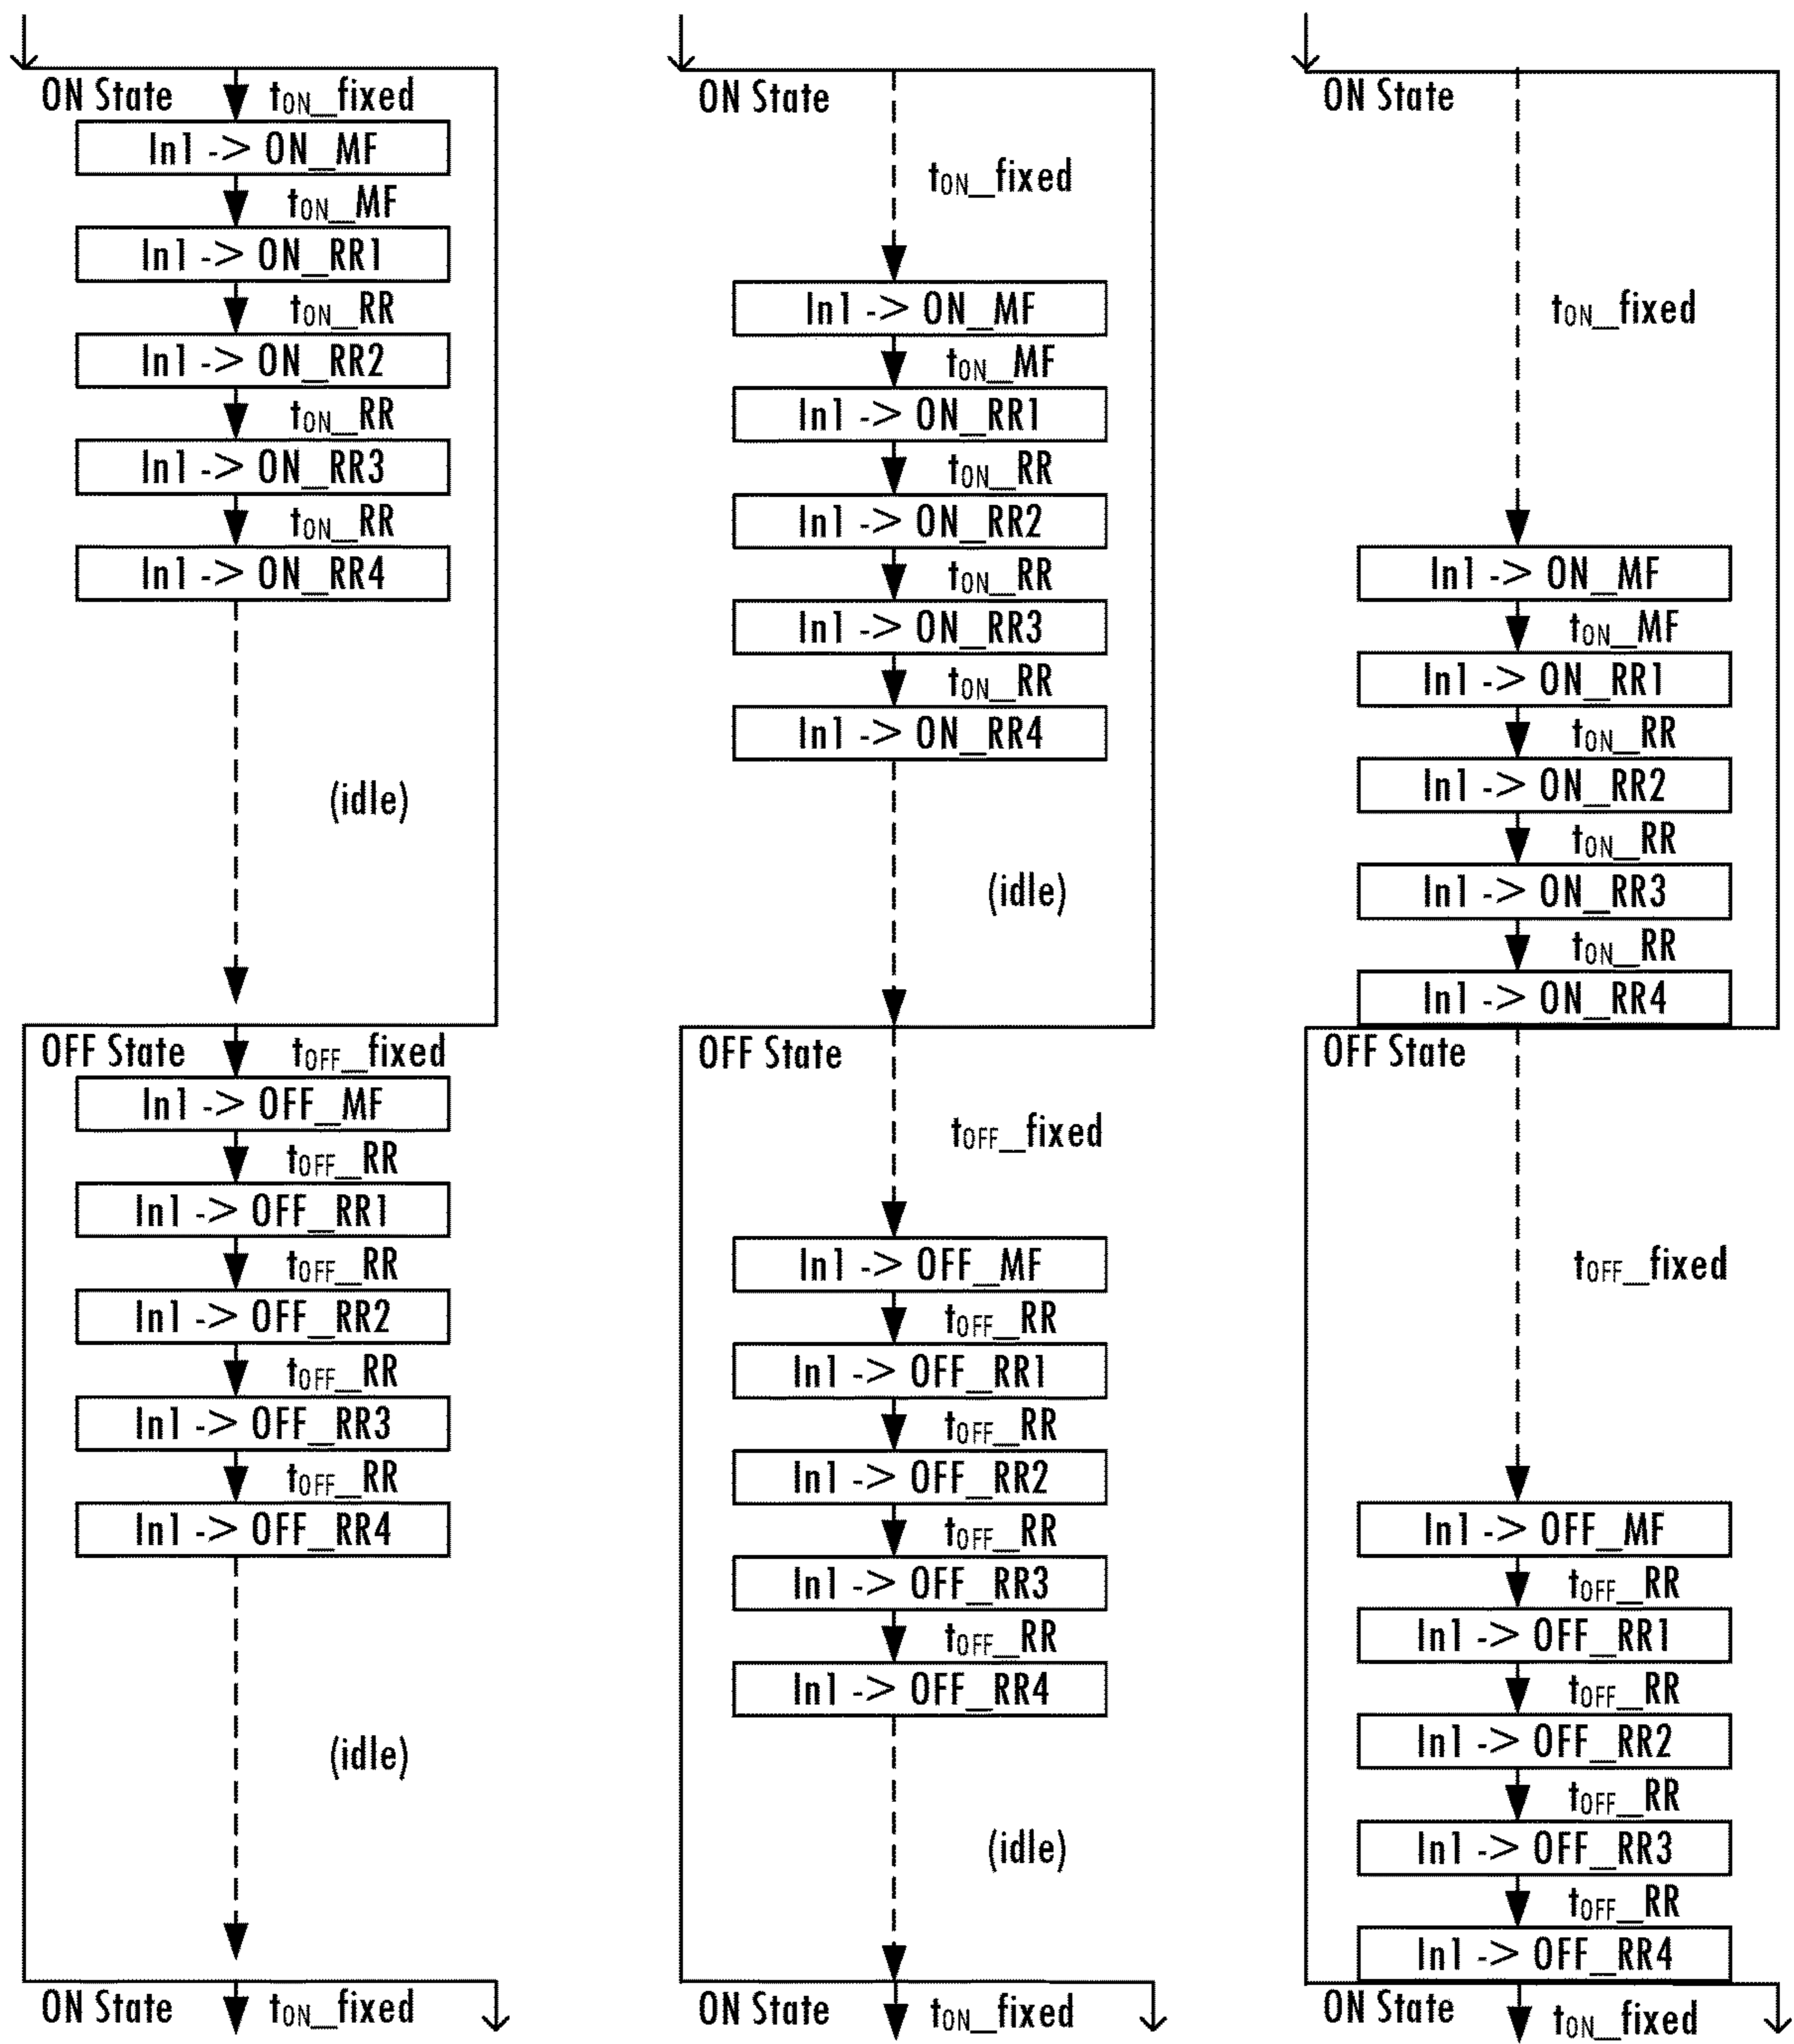 ON State
tON_fixed
In1 -> ON_MF
tON_MF
In1 -> ON_RR1
tON_RR
In1 -> ON_RR2
tON_RR
In1 -> ON_RR3
tON_RR
In1 -> ON_RR4
(idle)
OFF State
tOFF_fixed
In1 -> OFF_MF
tOFF_RR
In1 -> OFF_RR1
tOFF_RR
In1 -> OFF_RR2
tOFF_RR
In1 -> OFF_RR3
tOFF_RR
In1 -> OFF_RR4
(idle)
ON State
tON_fixed
ON State
tON_fixed
In1 -> ON_MF
tON_MF
In1 -> ON_RR1
tON_RR
In1 -> ON_RR2
tON_RR
In1 -> ON_RR3
tON_RR
In1 -> ON_RR4
(idle)
OFF State
tOFF_fixed
In1 -> OFF_MF
tOFF_RR
In1 -> OFF_RR1
tOFF_RR
In1 -> OFF_RR2
tOFF_RR
In1 -> OFF_RR3
tOFF_RR
In1 -> OFF_RR4
(idle)
ON State
tON_fixed
ON State
tON_fixed
In1 -> ON_MF
tON_MF
In1 -> ON_RR1
tON_RR
In1 -> ON_RR2
tON_RR
In1 -> ON_RR3
tON_RR
In1 -> ON_RR4
OFF State
tOFF_fixed
In1 -> OFF_MF
tOFF_RR
In1 -> OFF_RR1
tOFF_RR
In1 -> OFF_RR2
tOFF_RR
In1 -> OFF_RR3
tOFF_RR
In1 -> OFF_RR4
ON State
tON_fixed